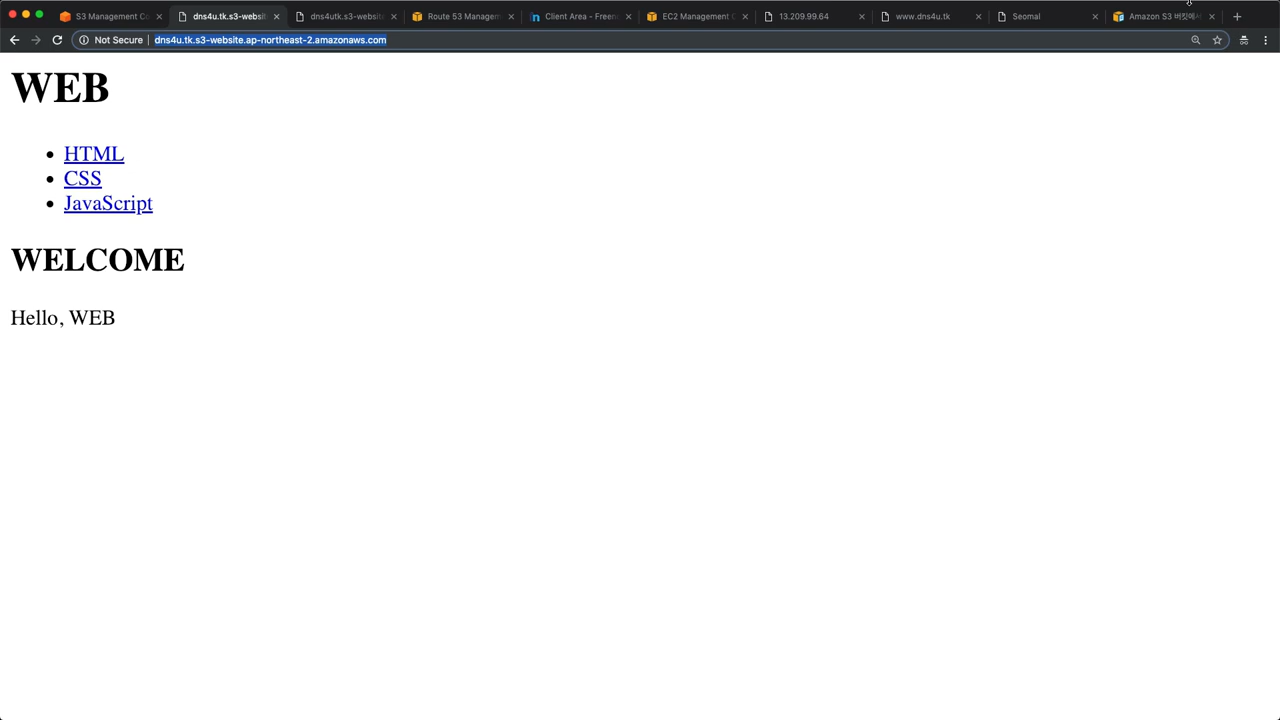 S3 Management Co
dns4u.tk.s3-websit
dns4utk.s3-website
Route 53 Managem
Client Area - Freen
EC2 Management C
13.209.99.64
www.dns4u.tk
Seomal
Amazon S3 버킷에서
Not Secure
dns4u.tk.s3-website.ap-northeast-2.amazonaws.com
WEB
HTML
CSS
JavaScript
WELCOME
Hello, WEB